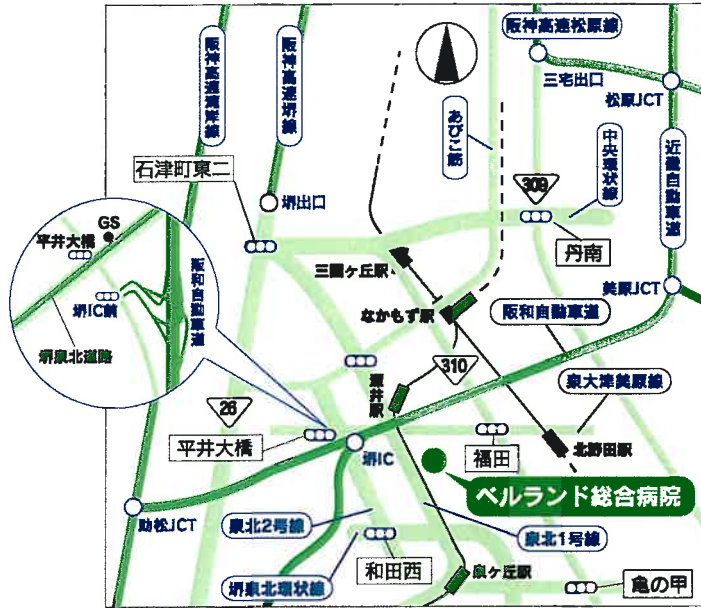 阪神高速湾岸線
阪神高速堺線
阪神高速松原線
三宅出口
松原JCT
あびこ筋
中央環状線
近畿自動車道
石津町東二
堺出口
309
丹南
GS
平井大橋
堺IC前
堺泉北道路
阪和自動車道
三国ヶ丘駅
なかもず駅
美原JCT
阪和自動車道
310
深井駅
泉大津美原線
26
平井大橋
堺IC
福田
北野田駅
ベルランド総合病院
助松JCT
泉北2号線
泉北1号線
堺泉北環状線
和田西
泉ヶ丘駅
亀の甲